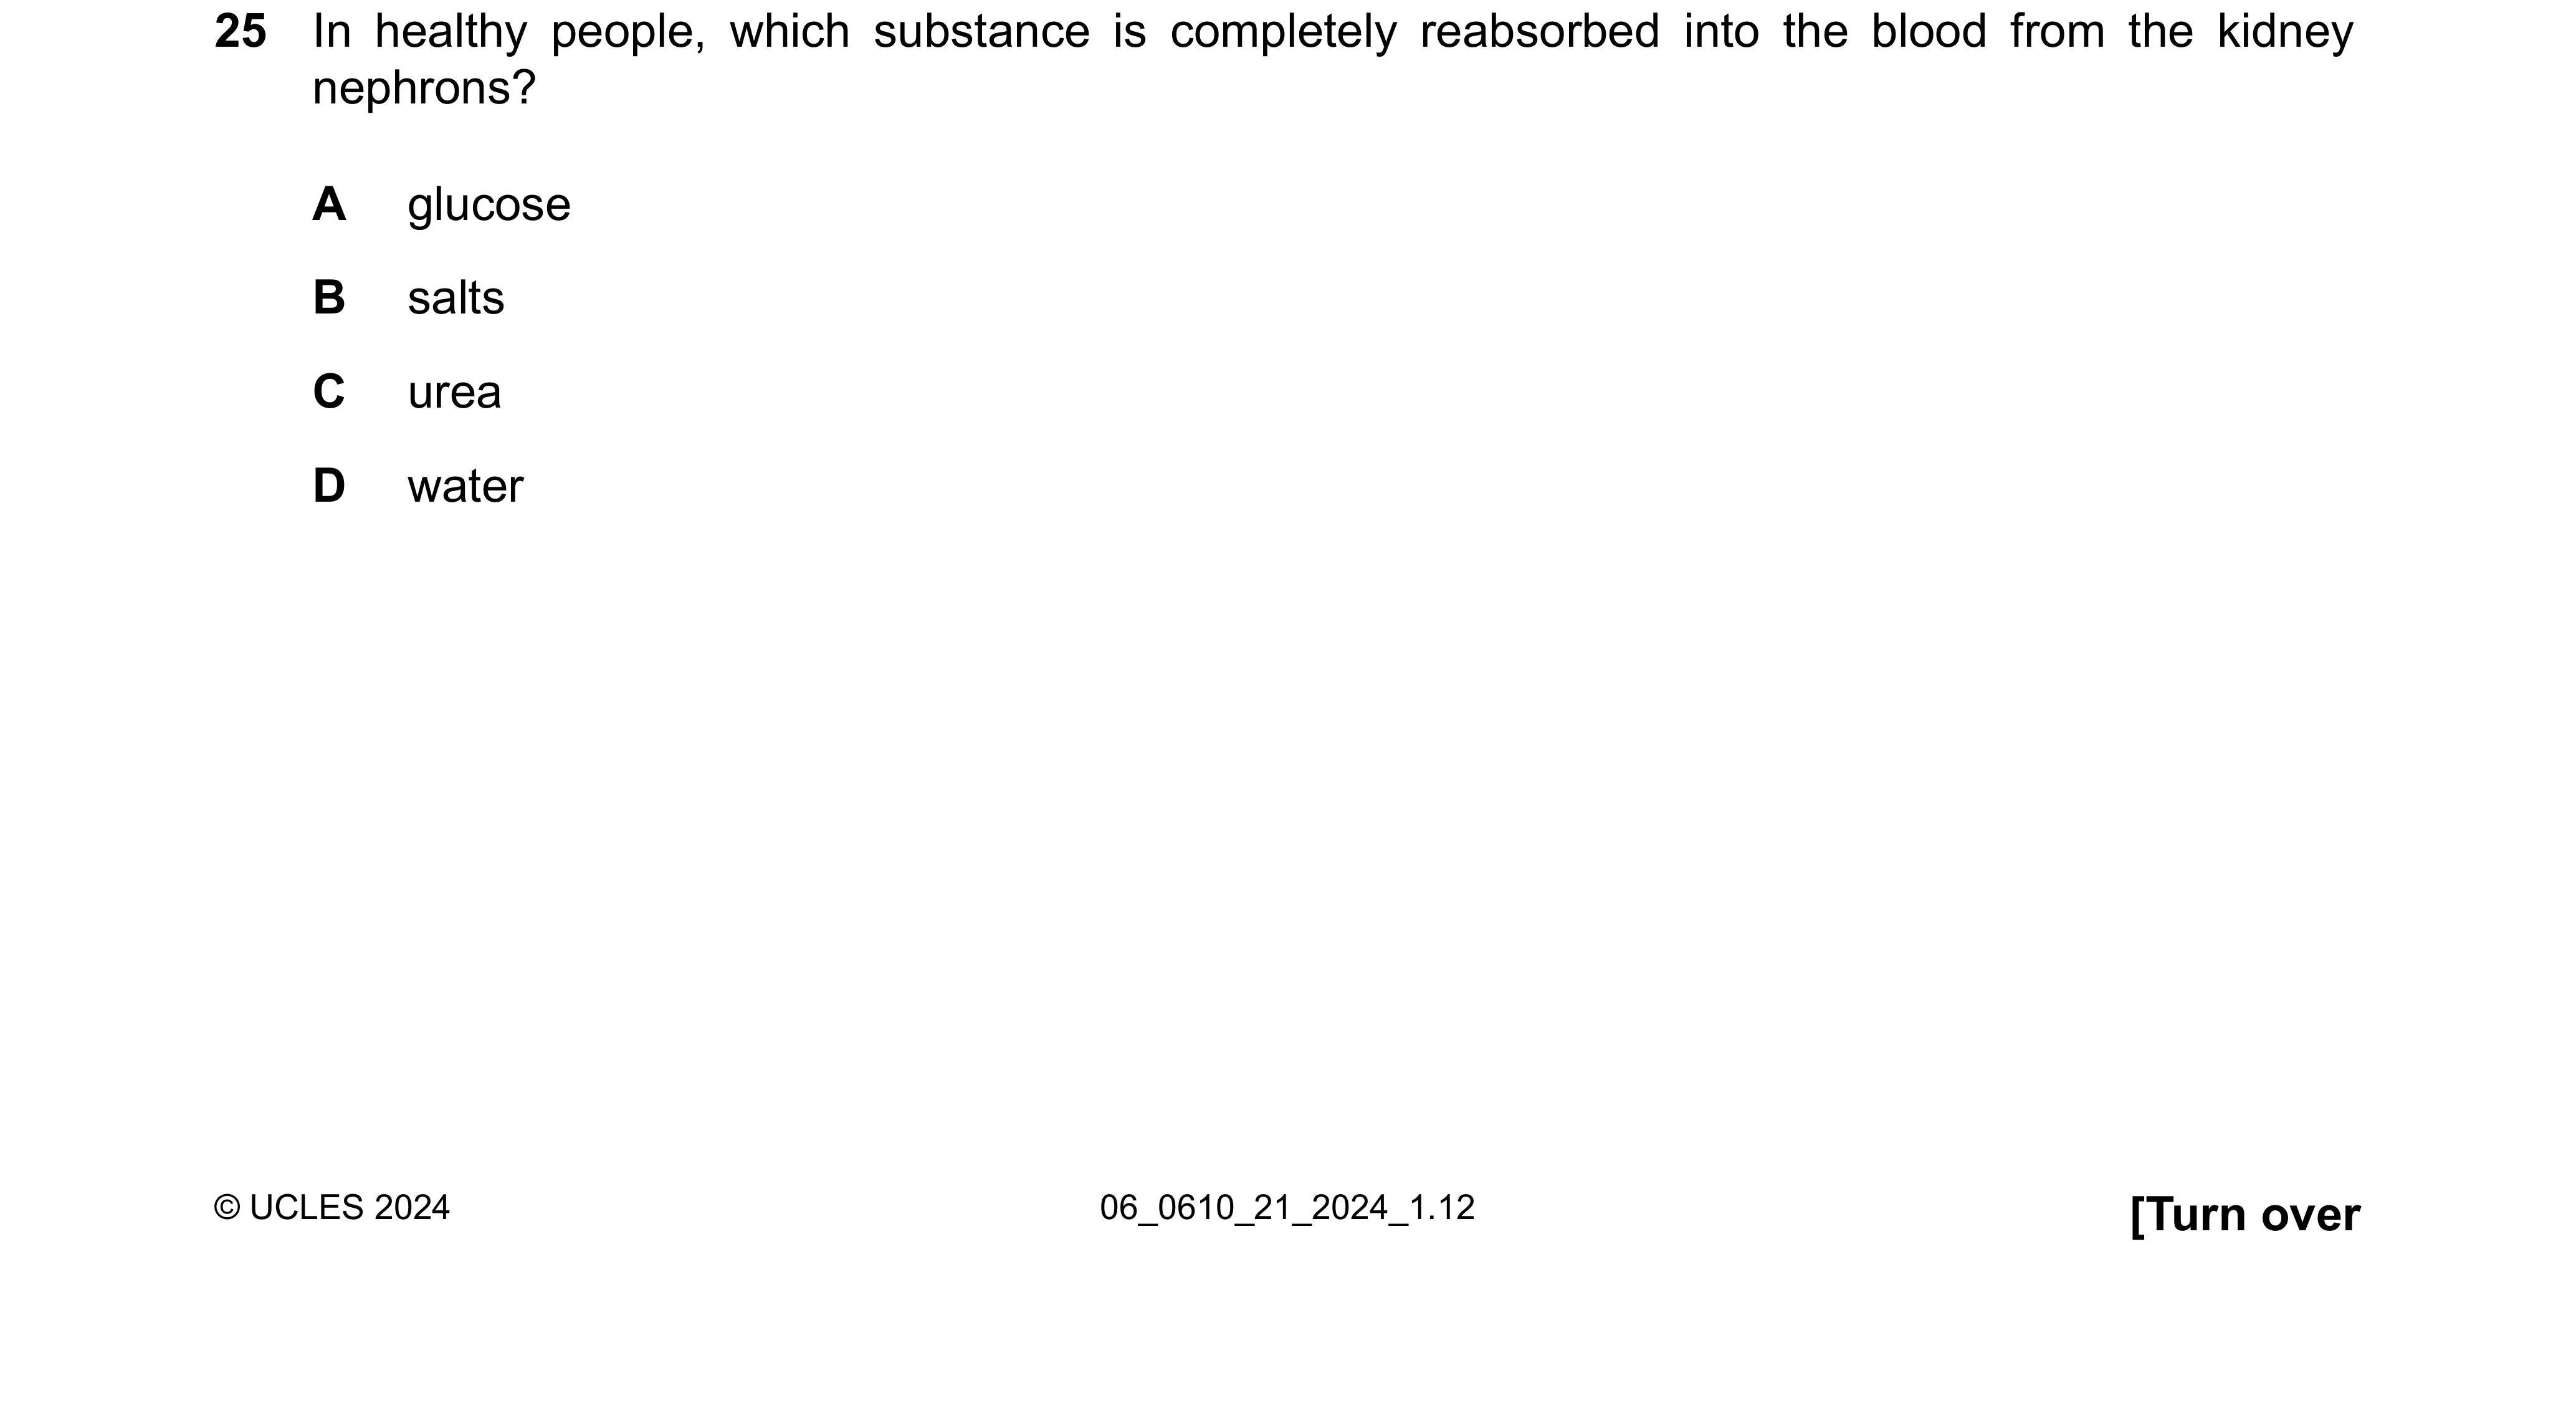 25 In healthy people, which substance is completely reabsorbed into the blood from the kidney
nephrons?
A glucose
B salts
C urea
D water
© UCLES 2024 06_0610_21_2024_1.12 [Turn over